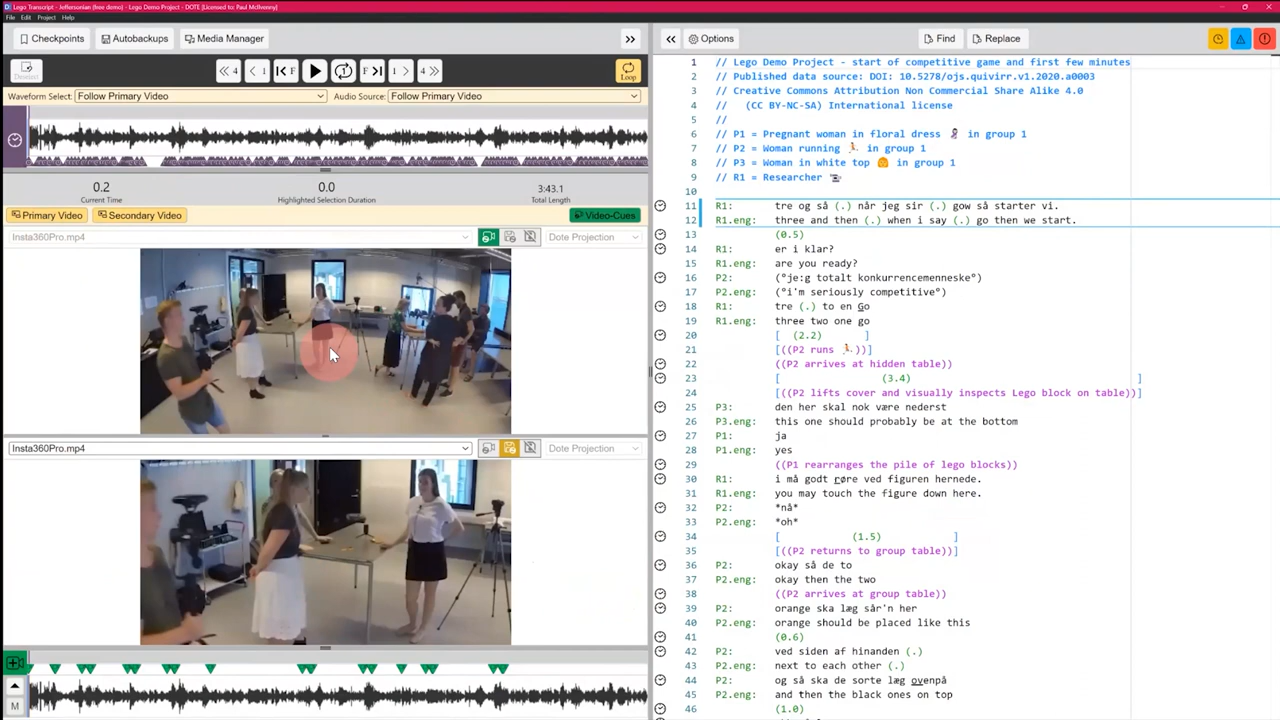 Lego Transcript - Jeffersonian (free demo) - Lego Demo Project - DOTE [Licensed to: Paul McIlvenny]
File Edit Project Help
Checkpoints Autobackups Media Manager
Options Find Replace
Deselect 4 1 F F 1 4 Loop
Waveform Select: Follow Primary Video Audio Source: Follow Primary Video
0.2 0.0 3:43.1
Current Time Highlighted Selection Duration Total Length
Primary Video Secondary Video Video-Cues
Insta360Pro.mp4 Dote Projection
Insta360Pro.mp4 Dote Projection
M
1 // Lego Demo Project - start of competitive game and first few minutes
2 // Published data source: DOI: 10.5278/ojs.quivirr.v1.2020.a0003
3 // Creative Commons Attribution Non Commercial Share Alike 4.0
4 // (CC BY-NC-SA) International license
5 //
6 // P1 = Pregnant woman in floral dress in group 1
7 // P2 = Woman running in group 1
8 // P3 = Woman in white top in group 1
9 // R1 = Researcher
10
11 R1: tre og så (.) når jeg sir (.) gow så starter vi.
12 R1.eng: three and then (.) when i say (.) go then we start.
13 (0.5)
14 R1: er i klar?
15 R1.eng: are you ready?
16 P2: (°je:g totalt konkurrencemenneske°)
17 P2.eng: (°i'm seriously competitive°)
18 R1: tre (.) to en Go
19 R1.eng: three two one go
20 [ (2.2) ]
21 [((P2 runs ))]
22 ((P2 arrives at hidden table))
23 [ (3.4) ]
24 [((P2 lifts cover and visually inspects Lego block on table))]
25 P3: den her skal nok være nederst
26 P3.eng: this one should probably be at the bottom
27 P1: ja
28 P1.eng: yes
29 ((P1 rearranges the pile of lego blocks))
30 R1: i må godt røre ved figuren hernede.
31 R1.eng: you may touch the figure down here.
32 P2: *nå*
33 P2.eng: *oh*
34 [ (1.5) ]
35 [((P2 returns to group table))]
36 P2: okay så de to
37 P2.eng: okay then the two
38 ((P2 arrives at group table))
39 P2: orange ska læg sår'n her
40 P2.eng: orange should be placed like this
41 (0.6)
42 P2: ved siden af hinanden (.)
43 P2.eng: next to each other (.)
44 P2: og så ska de sorte læg ovenpå
45 P2.eng: and then the black ones on top
46 (1.0)